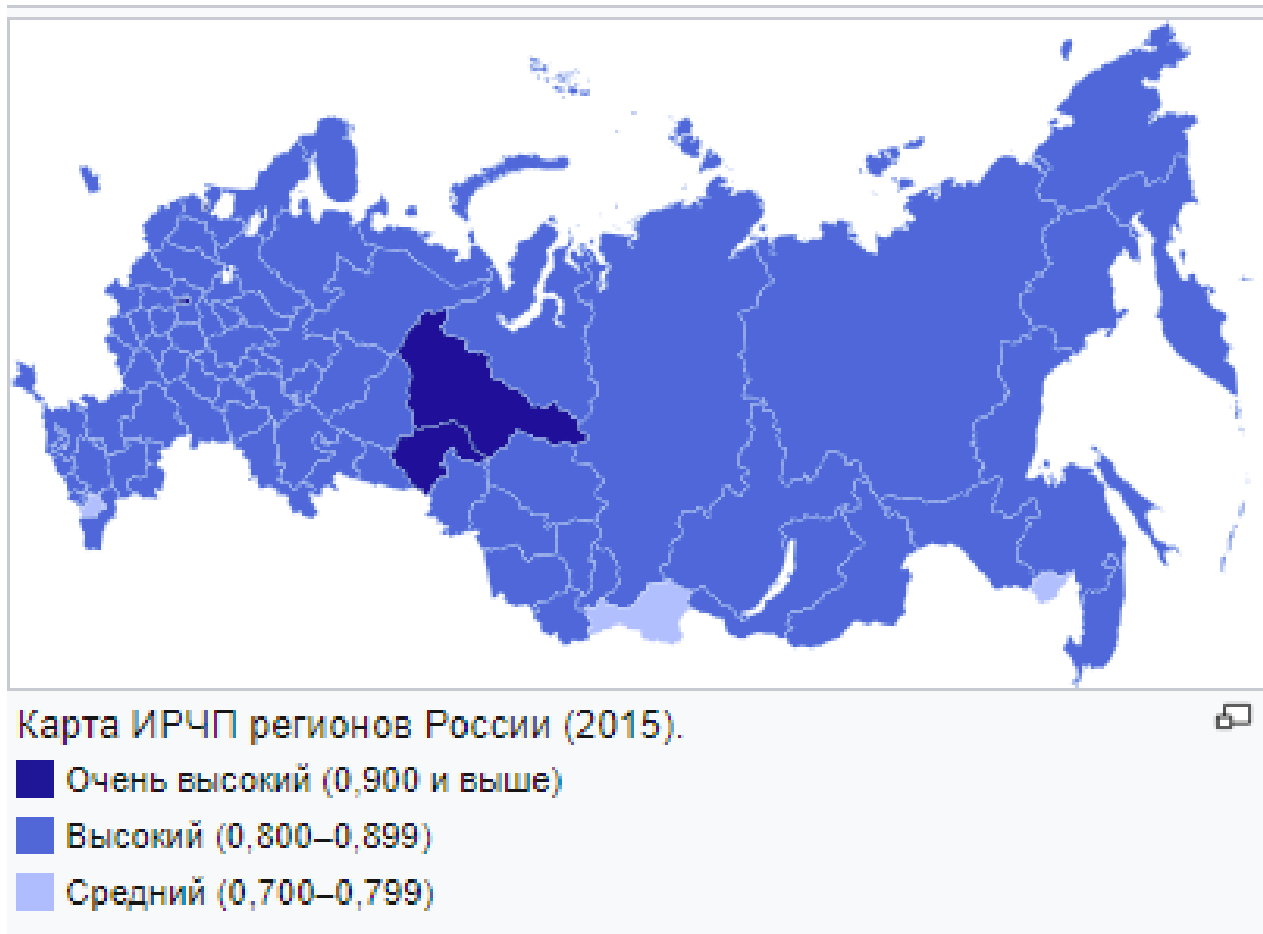 Карта ИРЧП регионов России (2015).
Очень высокий (0,900 и выше)
Высокий (0,800–0,899)
Средний (0,700–0,799)